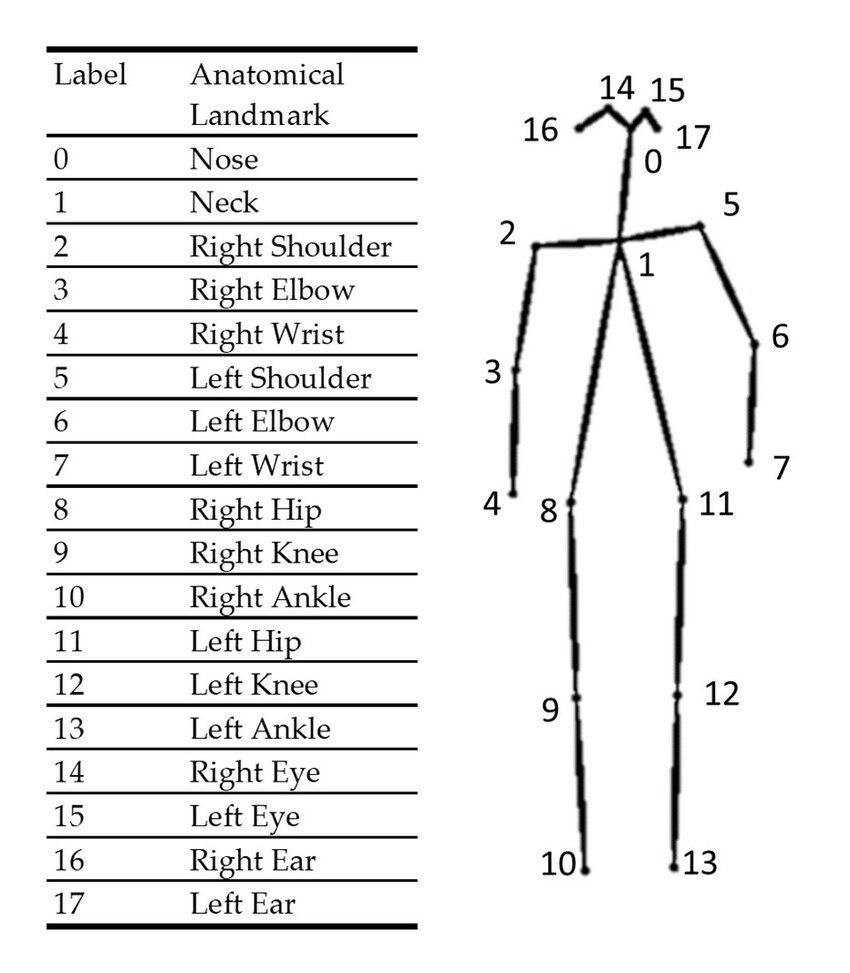 Label Anatomical
Landmark
0 Nose
1 Neck
2 Right Shoulder
3 Right Elbow
4 Right Wrist
5 Left Shoulder
6 Left Elbow
7 Left Wrist
8 Right Hip
9 Right Knee
10 Right Ankle
11 Left Hip
12 Left Knee
13 Left Ankle
14 Right Eye
15 Left Eye
16 Right Ear
17 Left Ear
14 15
16 17
0
5
2
1
6
3
7
4 8 11
9 12
10 13